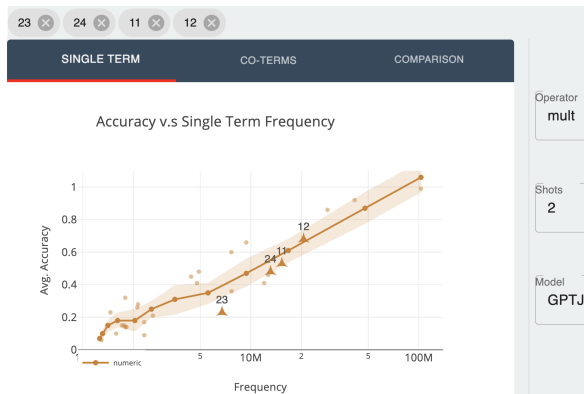 23 24 11 12
SINGLE TERM CO-TERMS COMPARISON
Accuracy v.s Single Term Frequency
Operator
mult
Shots
2
Model
GPTJ
1
0.8
0.6
0.4
0.2
0
Avg. Accuracy
12
11
24
23
1 5 10M 2 5 100M
numeric
Frequency